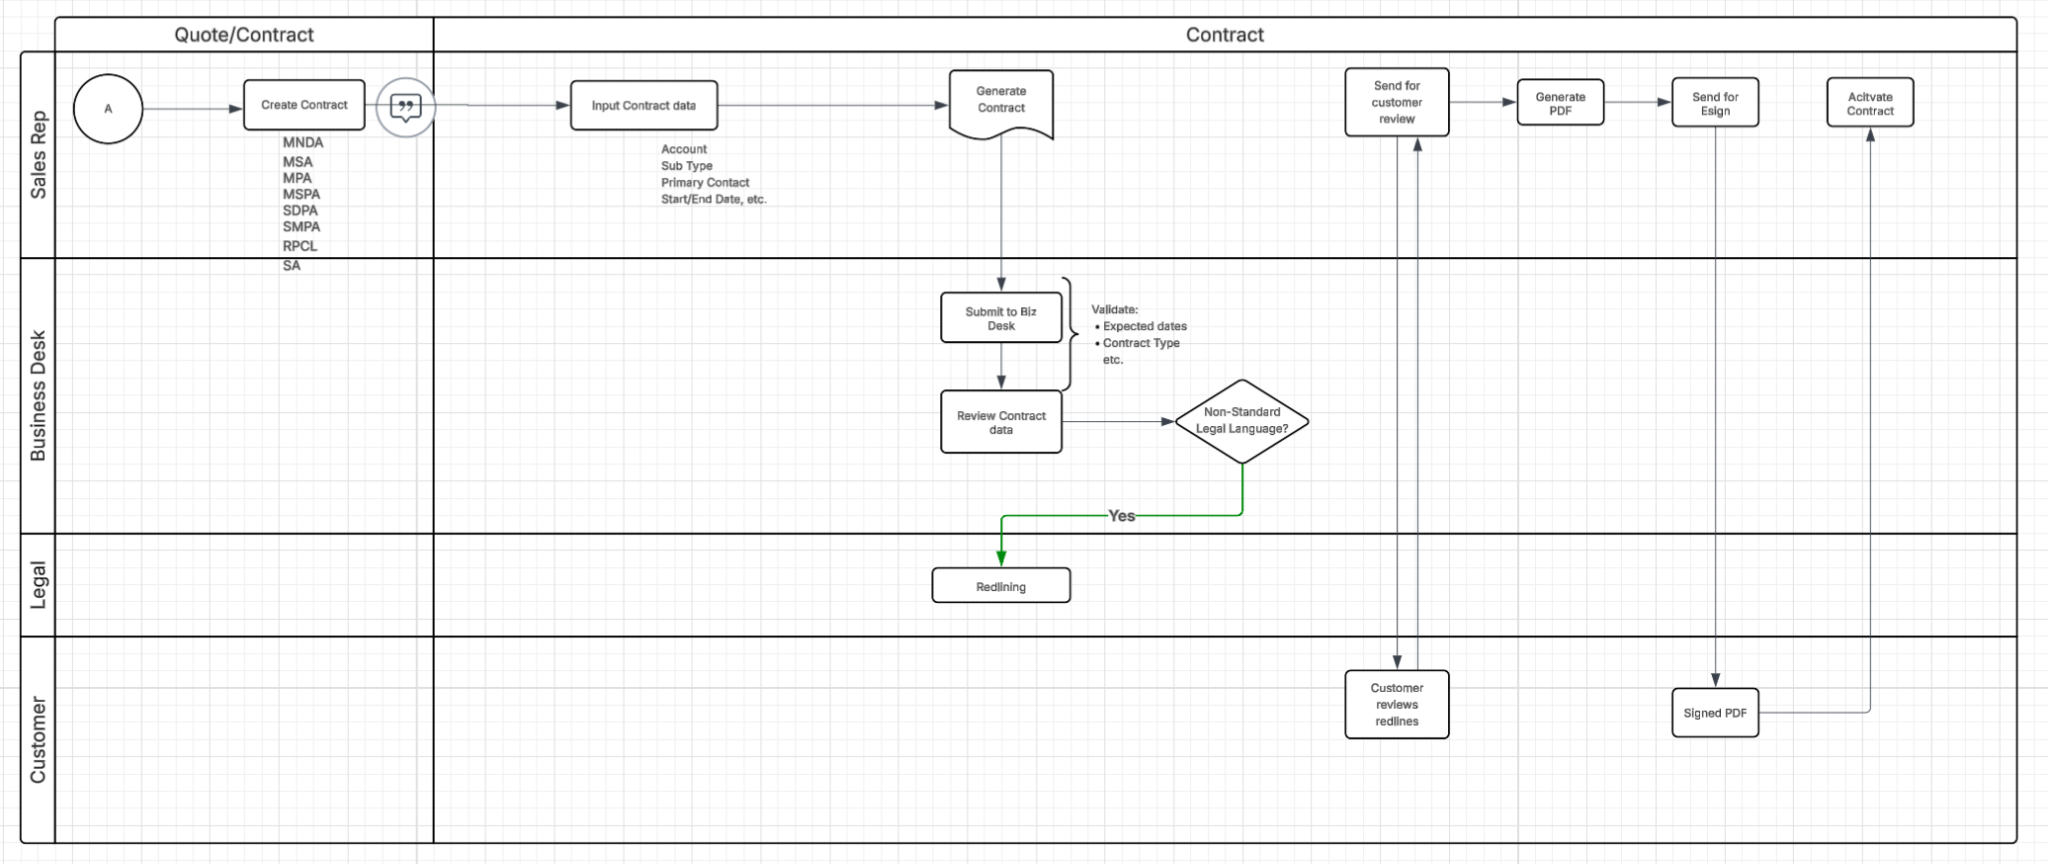 Quote/Contract
Contract
Sales Rep
A
Create Contract
MNDA
MSA
MPA
MSPA
SDPA
SMPA
RPCL
SA
Input Contract data
Account
Sub Type
Primary Contact
Start/End Date, etc.
Generate
Contract
Send for
customer
review
Generate
PDF
Send for
Esign
Acitvate
Contract
Business Desk
Submit to Biz
Desk
Validate:
• Expected dates
• Contract Type
etc.
Review Contract
data
Non-Standard
Legal Language?
Yes
Legal
Redlining
Customer
Customer
reviews
redlines
Signed PDF